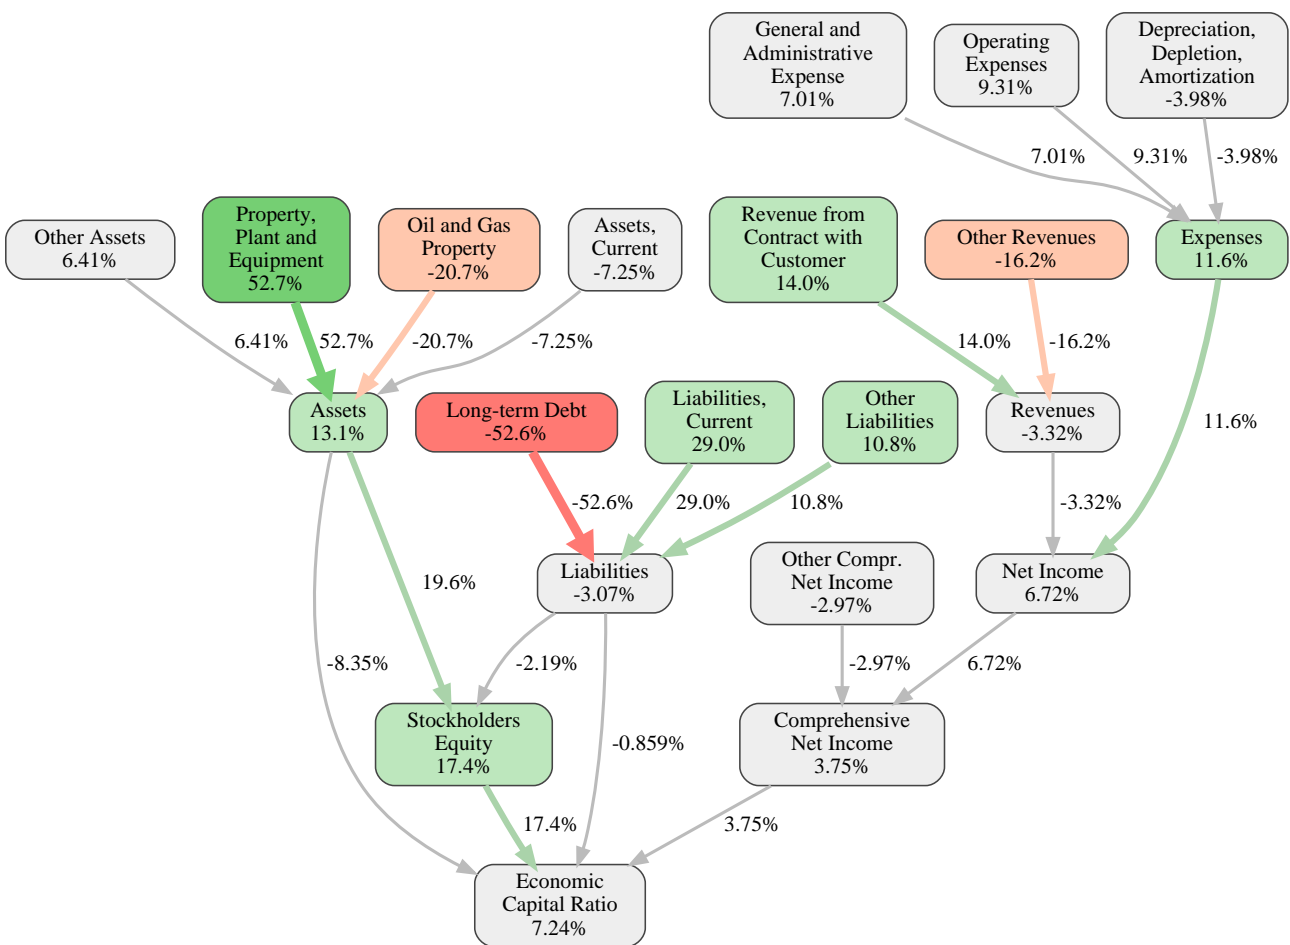 General and
Administrative
Expense
7.01%
Operating
Expenses
9.31%
Depreciation,
Depletion,
Amortization
-3.98%
7.01%
9.31%
-3.98%
Other Assets
6.41%
Property,
Plant and
Equipment
52.7%
Oil and Gas
Property
-20.7%
Assets,
Current
-7.25%
Revenue from
Contract with
Customer
14.0%
Other Revenues
-16.2%
Expenses
11.6%
6.41%
52.7%
-20.7%
-7.25%
14.0%
-16.2%
Assets
13.1%
Long-term Debt
-52.6%
Liabilities,
Current
29.0%
Other
Liabilities
10.8%
Revenues
-3.32%
11.6%
-52.6%
29.0%
10.8%
-3.32%
19.6%
Liabilities
-3.07%
Other Compr.
Net Income
-2.97%
Net Income
6.72%
-8.35%
-2.19%
-2.97%
6.72%
Stockholders
Equity
17.4%
-0.859%
Comprehensive
Net Income
3.75%
17.4%
3.75%
Economic
Capital Ratio
7.24%